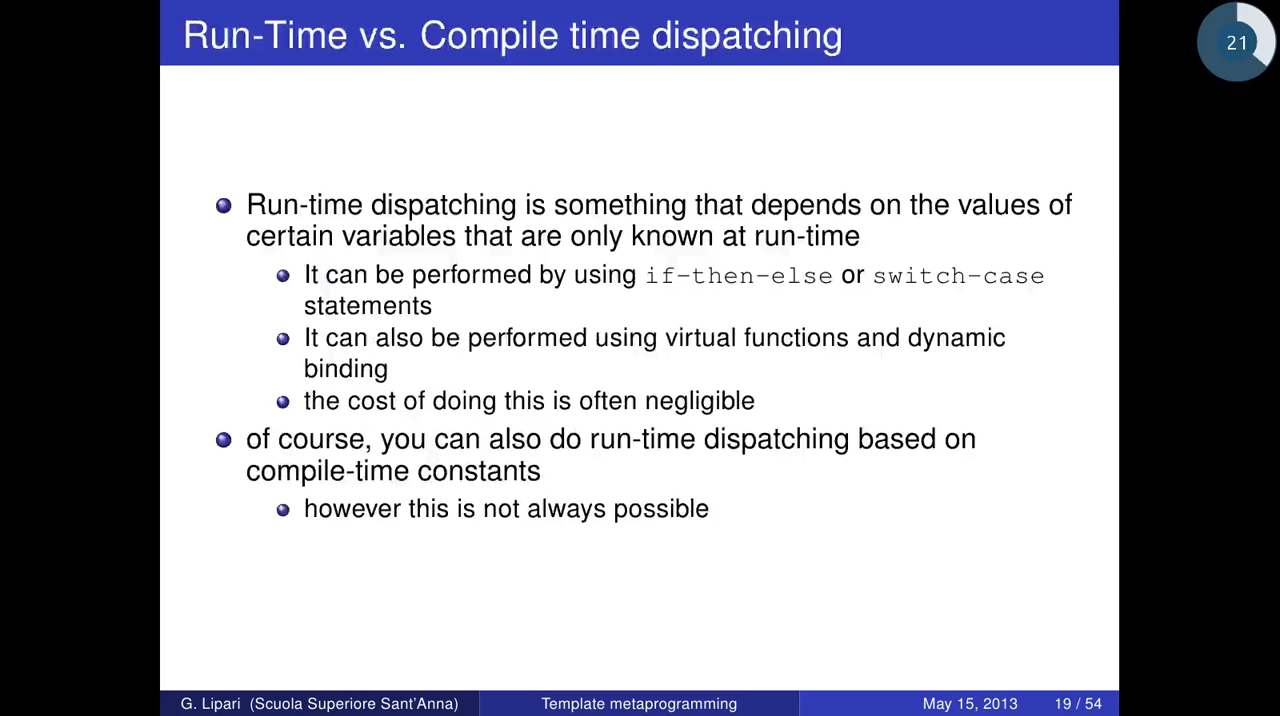 Run-Time vs. Compile time dispatching
21
Run-time dispatching is something that depends on the values of
certain variables that are only known at run-time
It can be performed by using if-then-else or switch-case
statements
It can also be performed using virtual functions and dynamic
binding
the cost of doing this is often negligible
of course, you can also do run-time dispatching based on
compile-time constants
however this is not always possible
G. Lipari (Scuola Superiore Sant'Anna) Template metaprogramming May 15, 2013 19 / 54